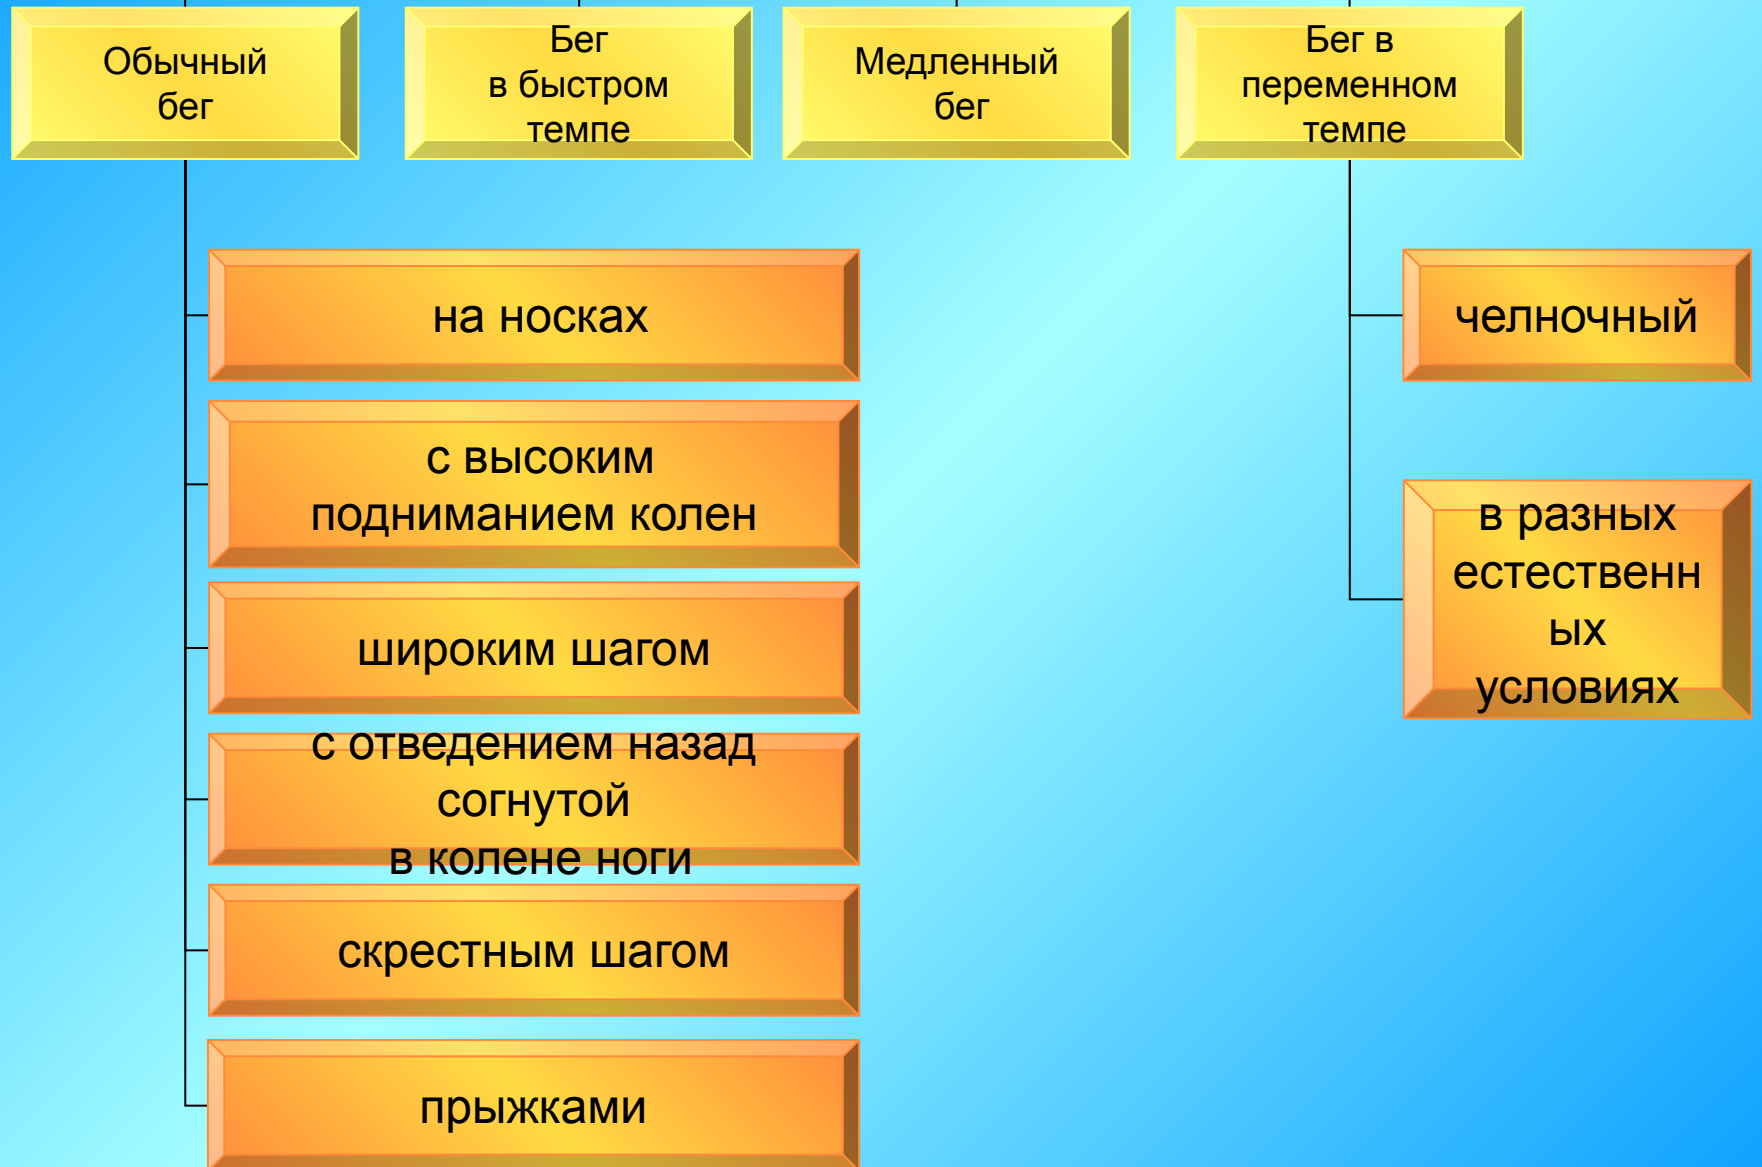 Обычный
бег
Бег
в быстром
темпе
Медленный
бег
Бег в
переменном
темпе
на носках
с высоким
подниманием колен
широким шагом
с отведением назад
согнутой
в колене ноги
скрестным шагом
прыжками
челночный
в разных
естественн
ых
условиях